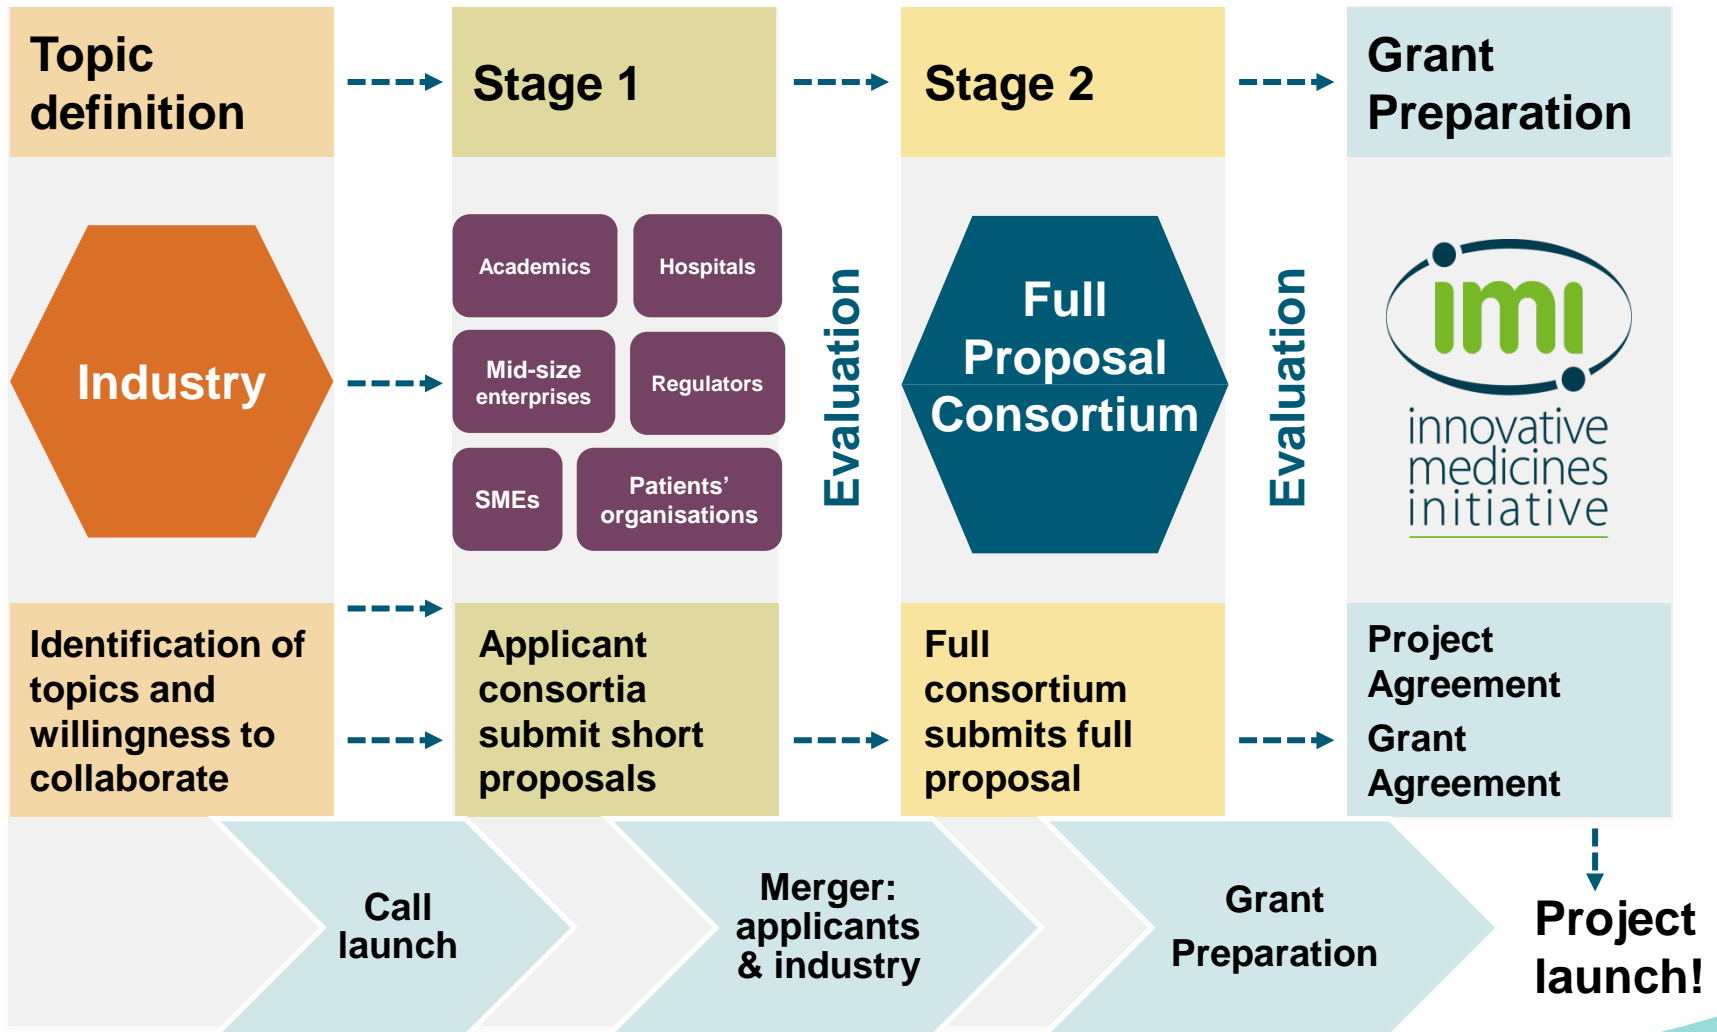 Topic
definition
Stage 1
Stage 2
Grant
Preparation
Industry
Academics
Hospitals
Mid-size
enterprises
Regulators
SMEs
Patients’
organisations
Evaluation
Full
Proposal
Consortium
Evaluation
imi
innovative
medicines
initiative
Identification of
topics and
willingness to
collaborate
Applicant
consortia
submit short
proposals
Full
consortium
submits full
proposal
Project
Agreement
Grant
Agreement
Call
launch
Merger:
applicants
& industry
Grant
Preparation
Project
launch!